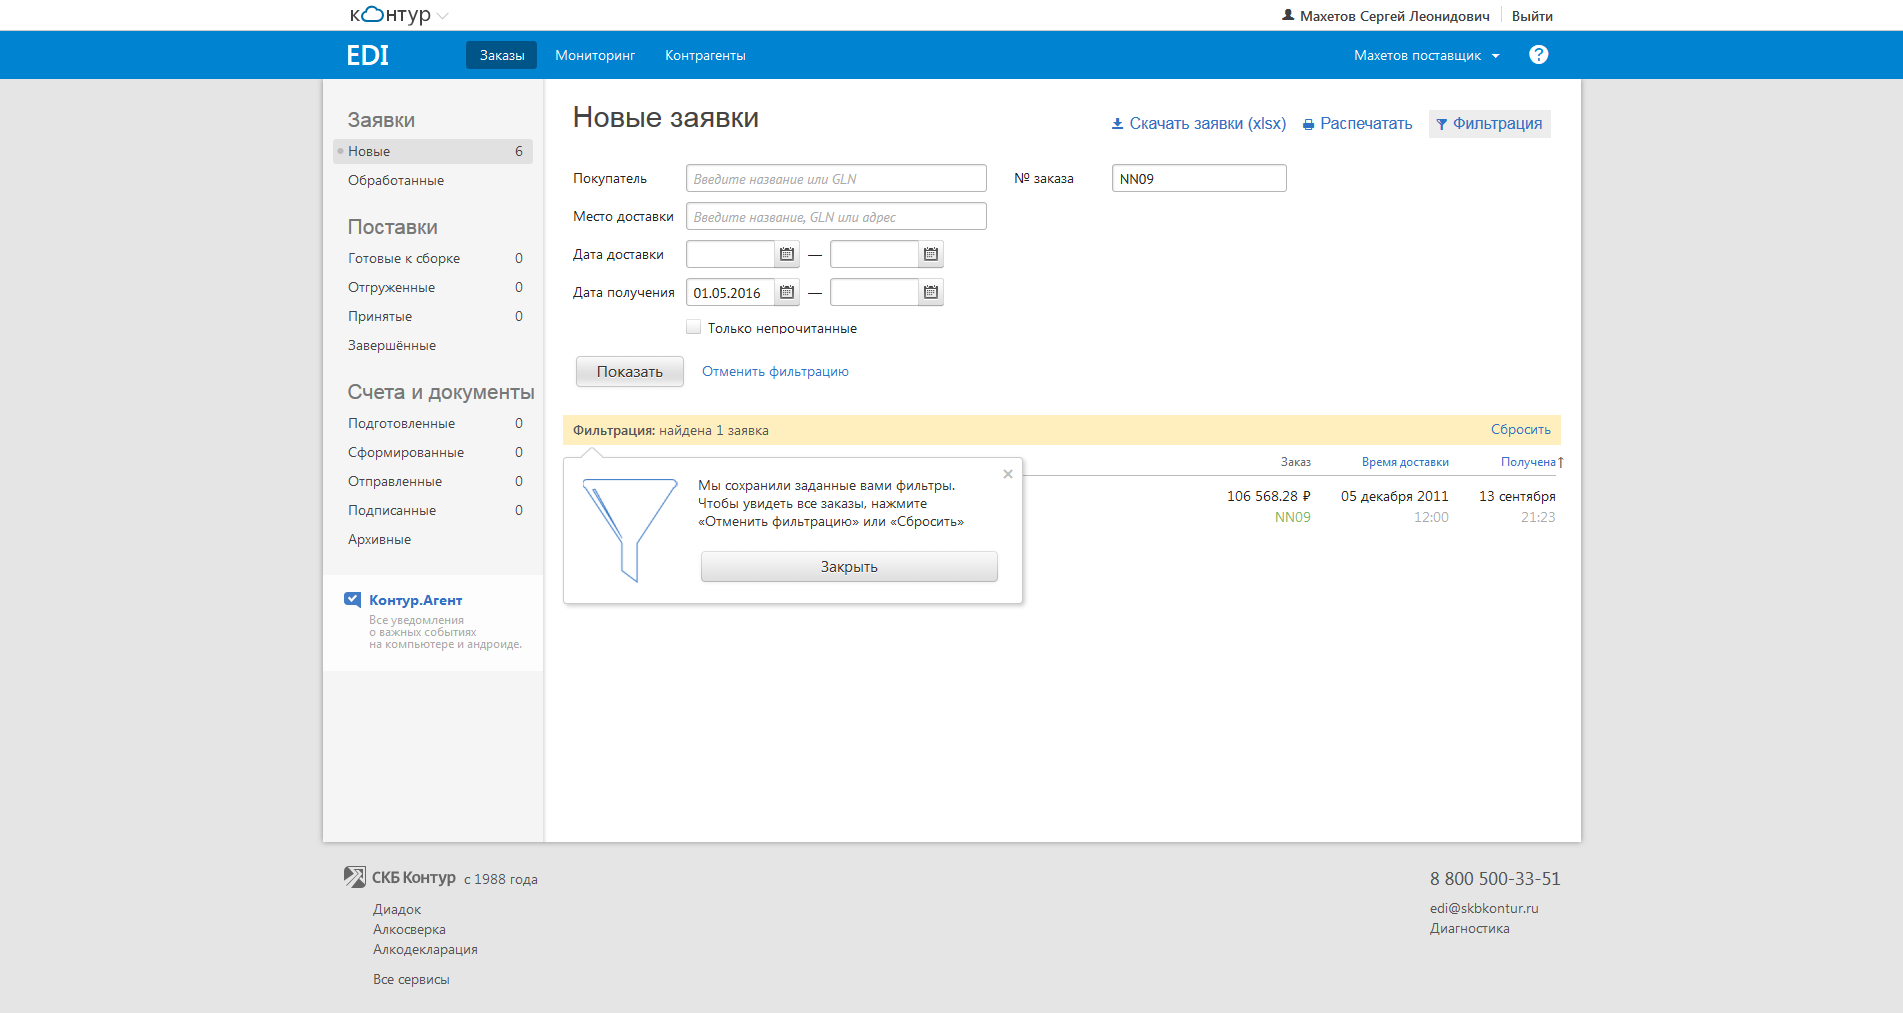 контур
Махетов Сергей Леонидович
Выйти
EDI
Заказы
Мониторинг
Контрагенты
Махетов поставщик
?
Заявки
Новые 6
Обработанные
Поставки
Готовые к сборке 0
Отгруженные 0
Принятые 0
Завершённые
Счета и документы
Подготовленные 0
Сформированные 0
Отправленные 0
Подписанные 0
Архивные
Контур.Агент
Все уведомления
о важных событиях
на компьютере и андроиде.
Новые заявки
Скачать заявки (xlsx)
Распечатать
Фильтрация
Покупатель Введите название или GLN
№ заказа NN09
Место доставки Введите название, GLN или адрес
Дата доставки —
Дата получения 01.05.2016 —
Только непрочитанные
Показать
Отменить фильтрацию
Фильтрация: найдена 1 заявка
Сбросить
Заказ Время доставки Получена↑
106 568.28 ₽ 05 декабря 2011 13 сентября
NN09 12:00 21:23
Мы сохранили заданные вами фильтры.
Чтобы увидеть все заказы, нажмите
«Отменить фильтрацию» или «Сбросить»
Закрыть
СКБ Контур с 1988 года
Диадок
Алкосверка
Алкодекларация
Все сервисы
8 800 500-33-51
edi@skbkontur.ru
Диагностика